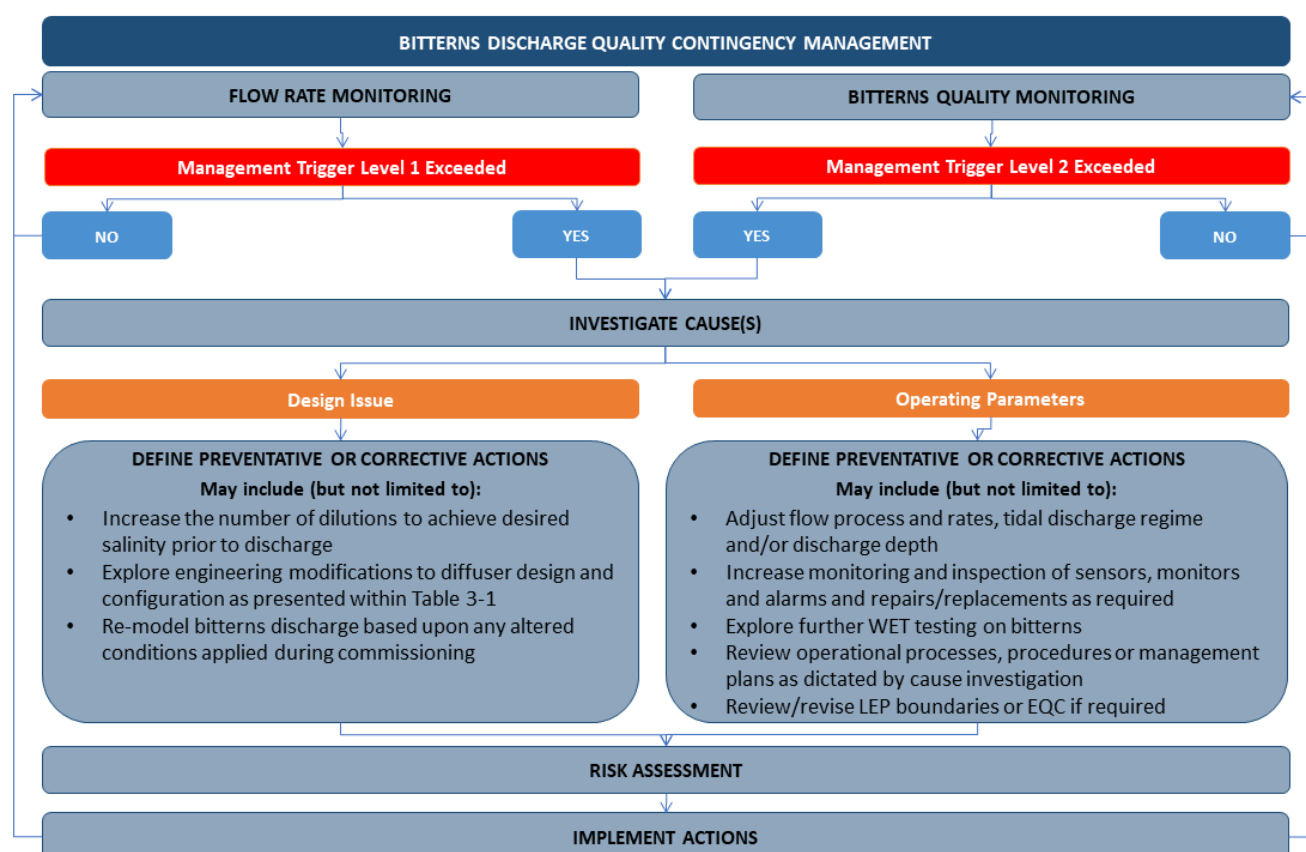 BITTERNS DISCHARGE QUALITY CONTINGENCY MANAGEMENT
FLOW RATE MONITORING
BITTERNS QUALITY MONITORING
Management Trigger Level 1 Exceeded
Management Trigger Level 2 Exceeded
NO
YES
YES
NO
INVESTIGATE CAUSE(S)
Design Issue
Operating Parameters
DEFINE PREVENTATIVE OR CORRECTIVE ACTIONS
May include (but not limited to):
• Increase the number of dilutions to achieve desired
salinity prior to discharge
• Explore engineering modifications to diffuser design and
configuration as presented within Table 3-1
• Re-model bitterns discharge based upon any altered
conditions applied during commissioning
DEFINE PREVENTATIVE OR CORRECTIVE ACTIONS
May include (but not limited to):
• Adjust flow process and rates, tidal discharge regime
and/or discharge depth
• Increase monitoring and inspection of sensors, monitors
and alarms and repairs/replacements as required
• Explore further WET testing on bitterns
• Review operational processes, procedures or management
plans as dictated by cause investigation
• Review/revise LEP boundaries or EQC if required
RISK ASSESSMENT
IMPLEMENT ACTIONS